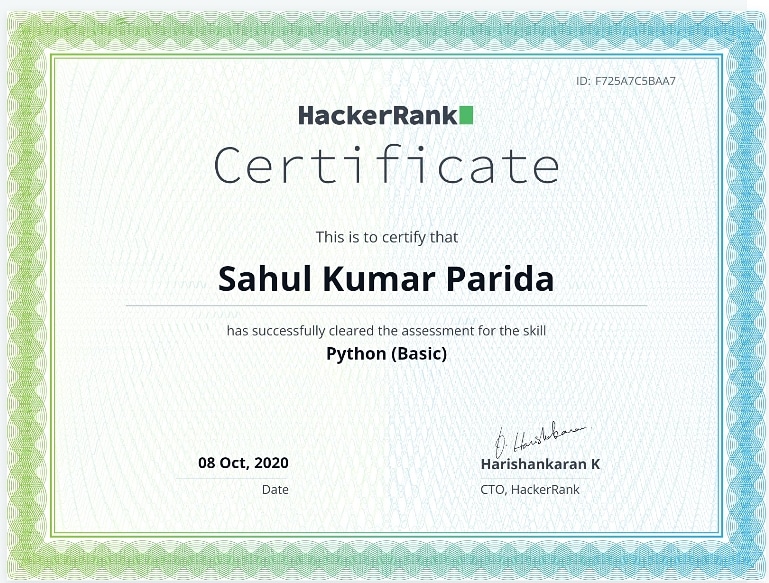 ID: F725A7C5BAA7
HackerRank
Certificate
This is to certify that
Sahul Kumar Parida
has successfully cleared the assessment for the skill
Python (Basic)
08 Oct, 2020
Date
O. Harishankaran
Harishankaran K
CTO, HackerRank